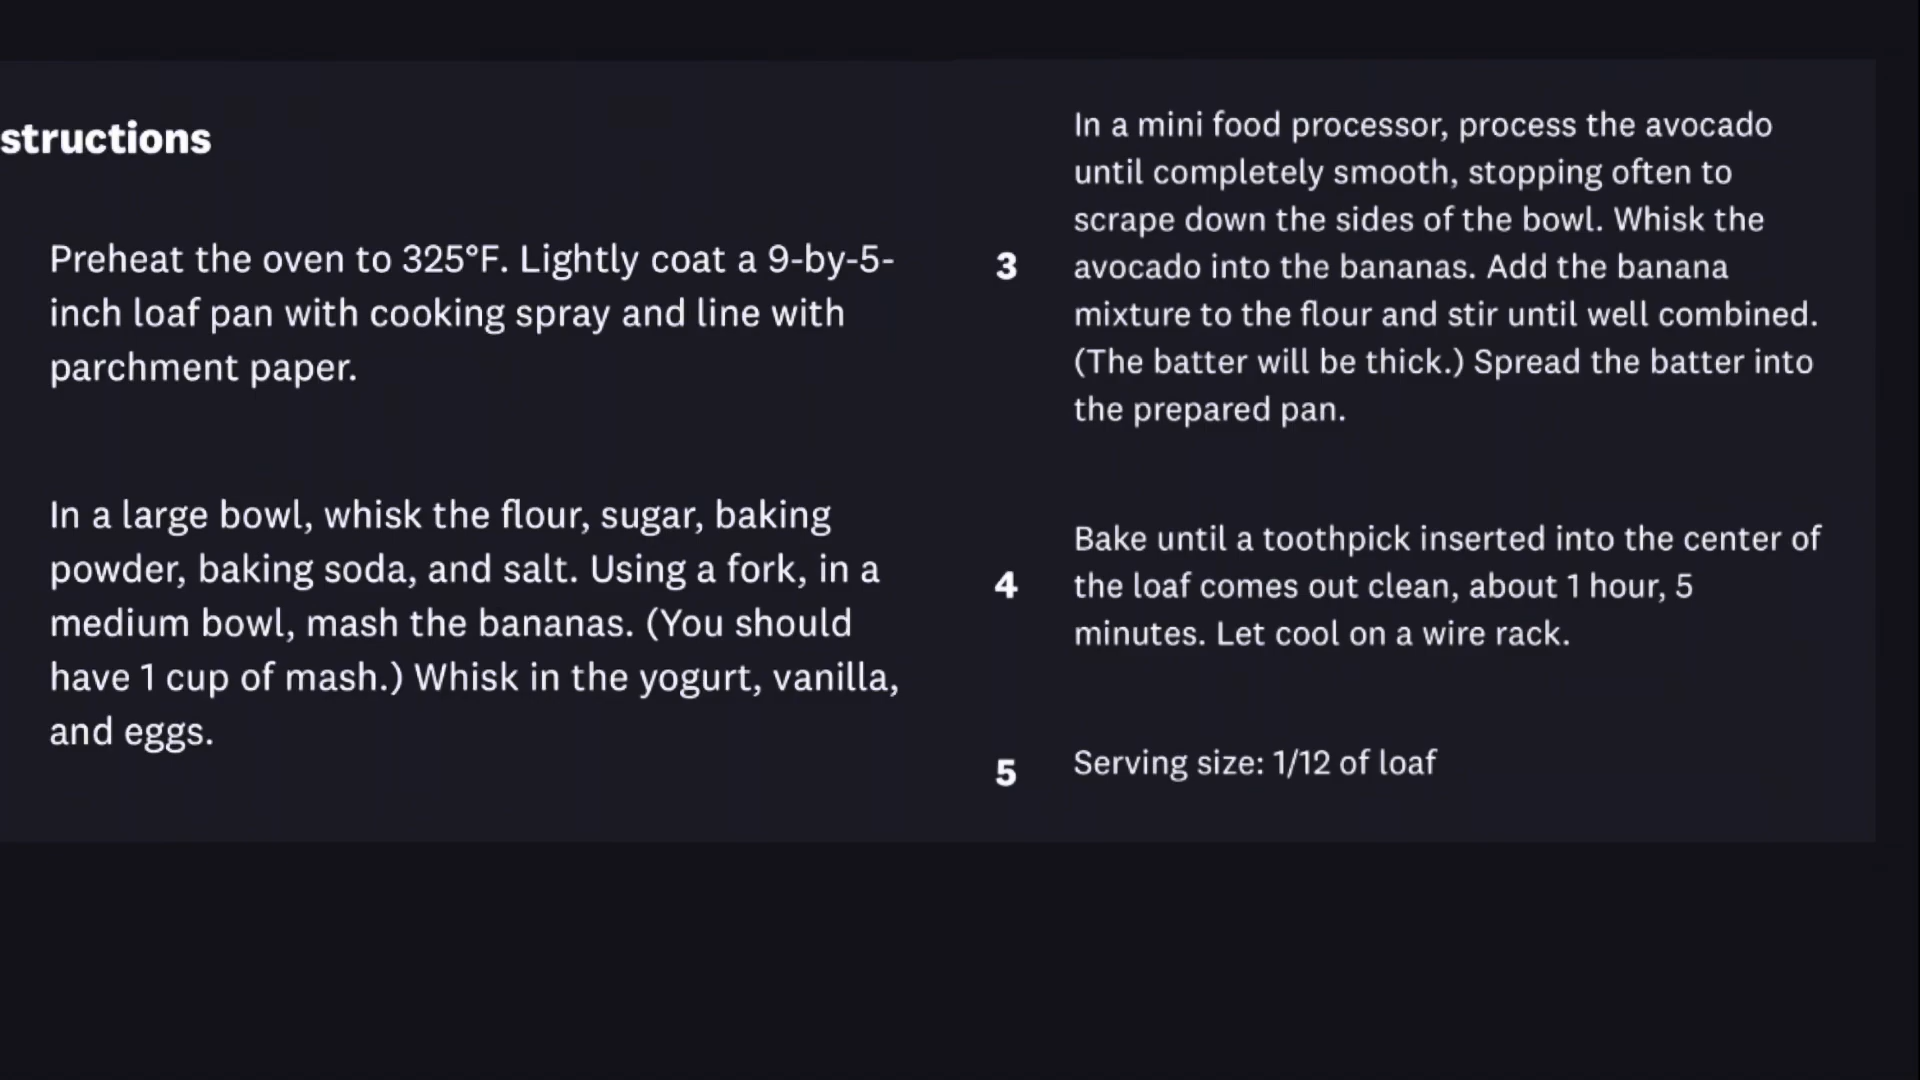 structions
Preheat the oven to 325°F. Lightly coat a 9-by-5-
inch loaf pan with cooking spray and line with
parchment paper.
In a large bowl, whisk the flour, sugar, baking
powder, baking soda, and salt. Using a fork, in a
medium bowl, mash the bananas. (You should
have 1 cup of mash.) Whisk in the yogurt, vanilla,
and eggs.
3
In a mini food processor, process the avocado
until completely smooth, stopping often to
scrape down the sides of the bowl. Whisk the
avocado into the bananas. Add the banana
mixture to the flour and stir until well combined.
(The batter will be thick.) Spread the batter into
the prepared pan.
4
Bake until a toothpick inserted into the center of
the loaf comes out clean, about 1 hour, 5
minutes. Let cool on a wire rack.
5
Serving size: 1/12 of loaf